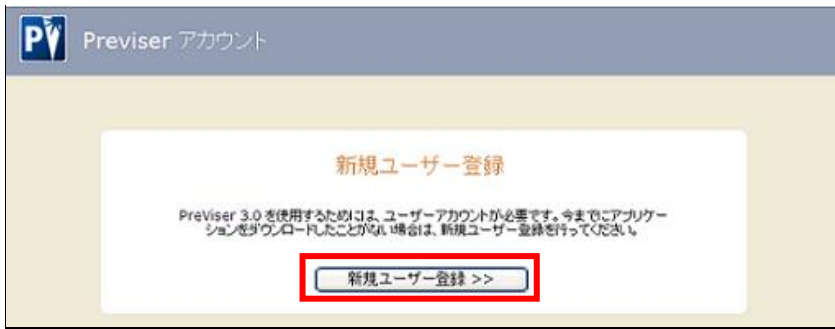 PV
Previser アカウント
新規ユーザー登録
PreViser 3.0 を使用するためには、ユーザーアカウントが必要です。今までにアプリケー
ションをダウンロードしたことがない場合は、新規ユーザー登録を行ってください。
新規ユーザー登録 >>